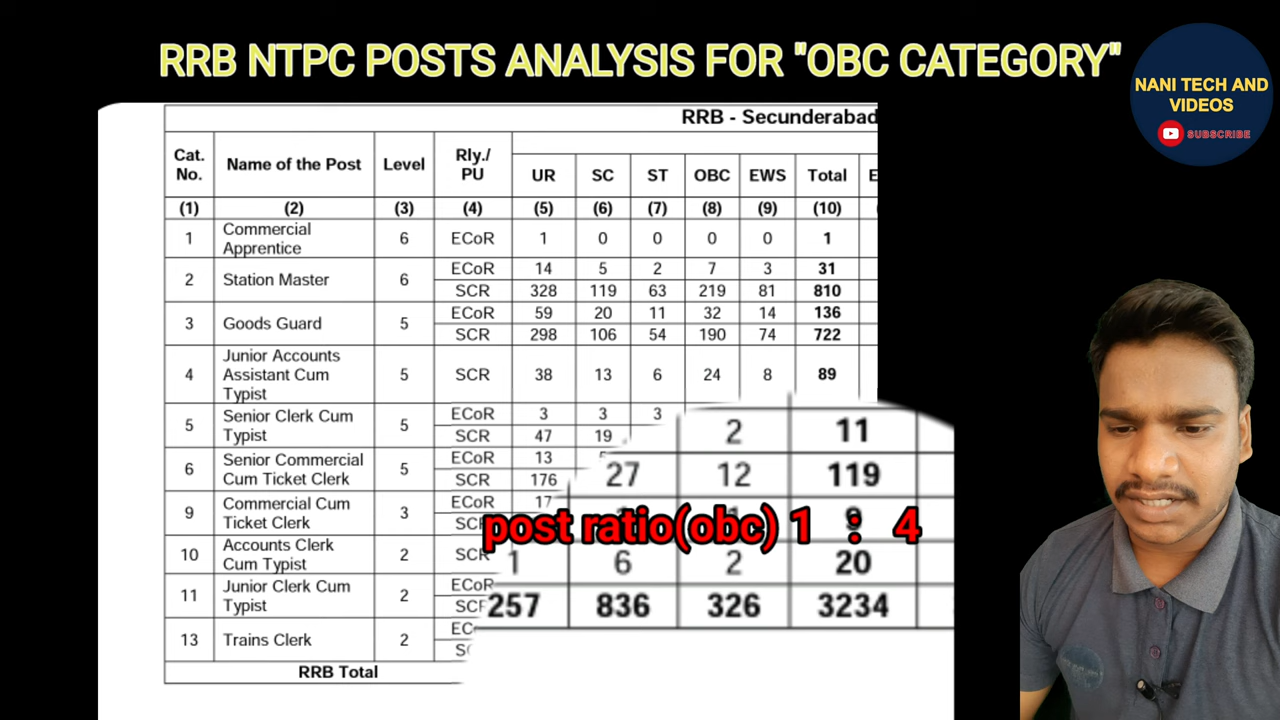 RRB NTPC POSTS ANALYSIS FOR "OBC CATEGORY"
NANI TECH AND
VIDEOS
SUBSCRIBE
RRB - Secunderabad
Cat. No. Name of the Post Level Rly./ PU UR SC ST OBC EWS Total E
(1) (2) (3) (4) (5) (6) (7) (8) (9) (10)
1 Commercial Apprentice 6 ECoR 1 0 0 0 0 1
2 Station Master 6 ECoR 14 5 2 7 3 31
SCR 328 119 63 219 81 810
3 Goods Guard 5 ECoR 59 20 11 32 14 136
SCR 298 106 54 190 74 722
4 Junior Accounts Assistant Cum Typist 5 SCR 38 13 6 24 8 89
5 Senior Clerk Cum Typist 5 ECoR 3 3 3
SCR 47 19
6 Senior Commercial Cum Ticket Clerk 5 ECoR 13
SCR 176
9 Commercial Cum Ticket Clerk 3 ECoR 17
10 Accounts Clerk Cum Typist 2 SCR
11 Junior Clerk Cum Typist 2 ECoR
13 Trains Clerk 2
RRB Total
2 11
27 12 119
post ratio(obc) 1 : 4
1 6 2 20
257 836 326 3234